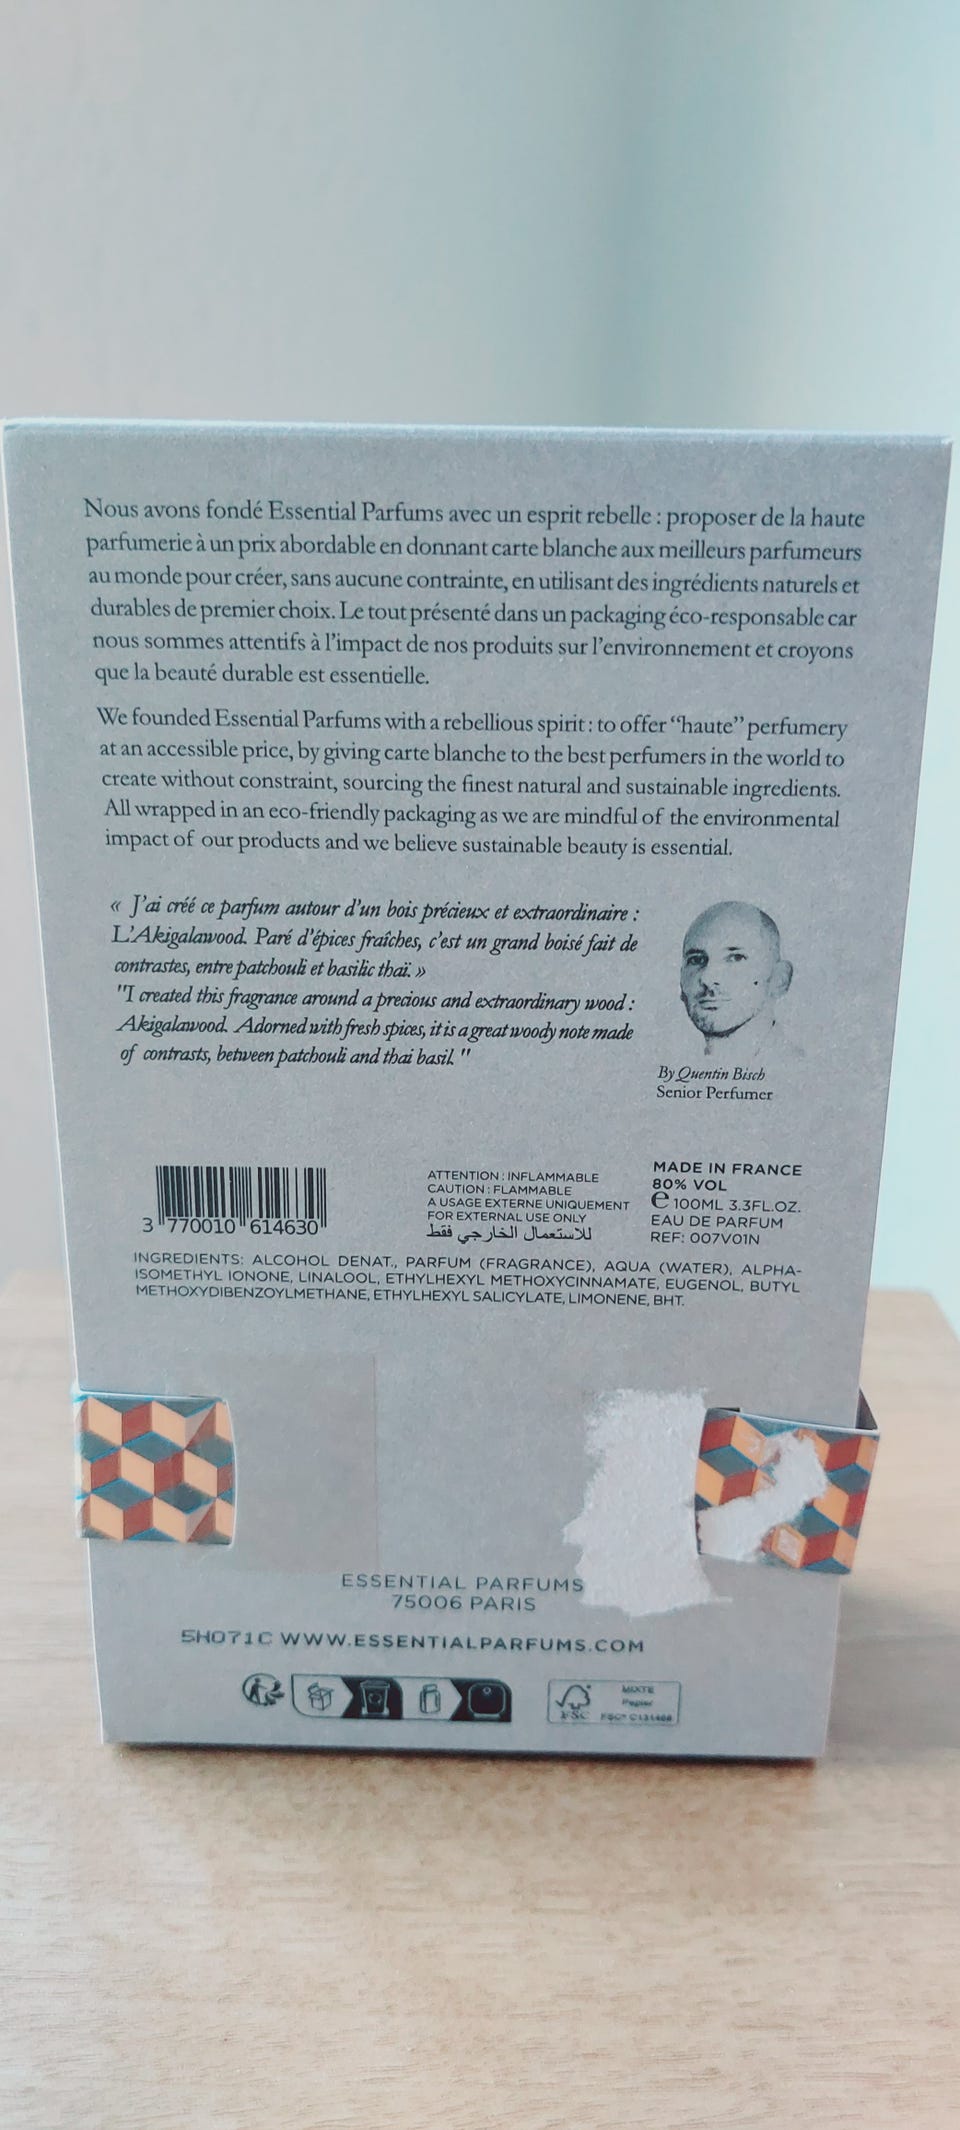 Nous avons fondé Essential Parfums avec un esprit rebelle : proposer de la haute
parfumerie à un prix abordable en donnant carte blanche aux meilleurs parfumeurs
au monde pour créer, sans aucune contrainte, en utilisant des ingrédients naturels et
durables de premier choix. Le tout présenté dans un packaging éco-responsable car
nous sommes attentifs à l'impact de nos produits sur l'environnement et croyons
que la beauté durable est essentielle.
We founded Essential Parfums with a rebellious spirit : to offer "haute" perfumery
at an accessible price, by giving carte blanche to the best perfumers in the world to
create without constraint, sourcing the finest natural and sustainable ingredients.
All wrapped in an eco-friendly packaging as we are mindful of the environmental
impact of our products and we believe sustainable beauty is essential.
« J'ai créé ce parfum autour d'un bois précieux et extraordinaire :
L'Akigalawood. Paré d'épices fraîches, c'est un grand boisé fait de
contrastes, entre patchouli et basilic thaï. »
"I created this fragrance around a precious and extraordinary wood :
Akigalawood. Adorned with fresh spices, it is a great woody note made
of contrasts, between patchouli and thai basil. "
By Quentin Bisch
Senior Perfumer
3 770010 614630
ATTENTION : INFLAMMABLE
CAUTION : FLAMMABLE
A USAGE EXTERNE UNIQUEMENT
FOR EXTERNAL USE ONLY
للاستعمال الخارجي فقط
MADE IN FRANCE
80% VOL
e 100ML 3.3FL.OZ.
EAU DE PARFUM
REF: 007V01N
INGREDIENTS: ALCOHOL DENAT., PARFUM (FRAGRANCE), AQUA (WATER), ALPHA-
ISOMETHYL IONONE, LINALOOL, ETHYLHEXYL METHOXYCINNAMATE, EUGENOL, BUTYL
METHOXYDIBENZOYLMETHANE, ETHYLHEXYL SALICYLATE, LIMONENE, BHT.
ESSENTIAL PARFUMS
75006 PARIS
5H071C WWW.ESSENTIALPARFUMS.COM
FSC
MIXTE
Papier